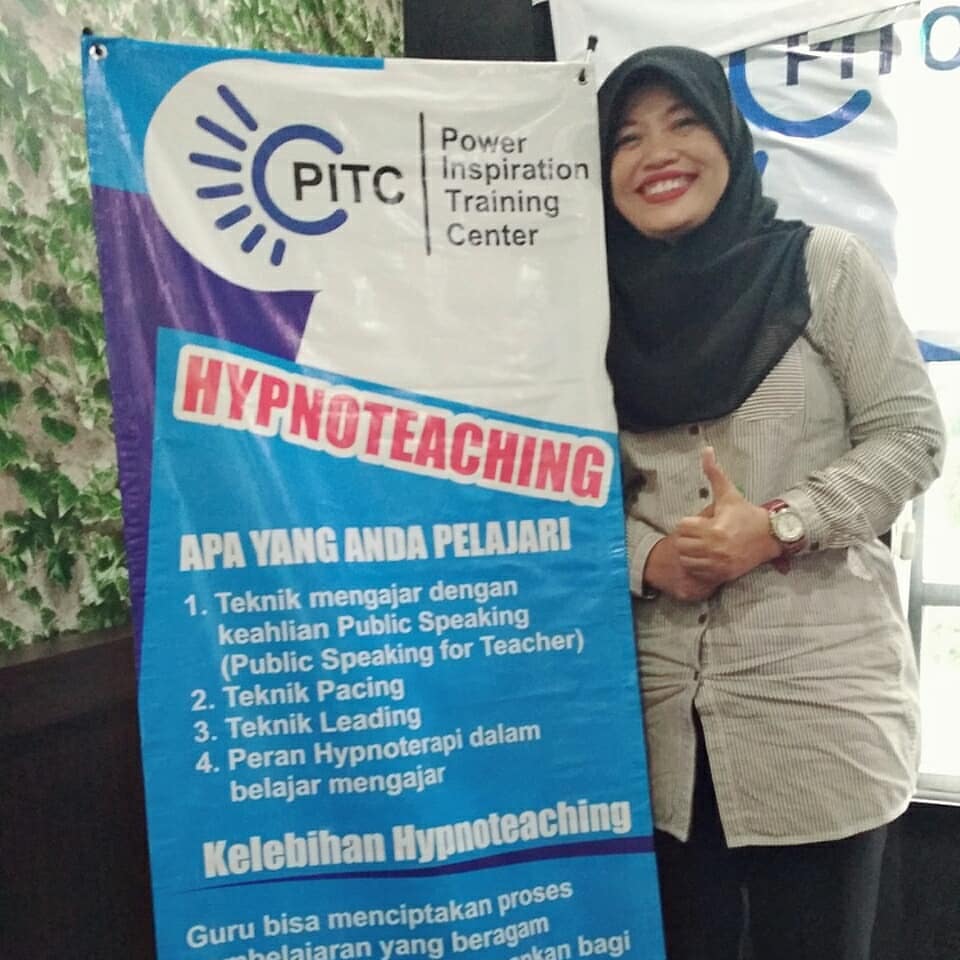 PITC
Power
Inspiration
Training
Center
HYPNOTEACHING
APA YANG ANDA PELAJARI
1. Teknik mengajar dengan
keahlian Public Speaking
(Public Speaking for Teacher)
2. Teknik Pacing
3. Teknik Leading
4. Peran Hypnoterapi dalam
belajar mengajar
Kelebihan Hypnoteaching
Guru bisa menciptakan proses
yang beragam
bagi